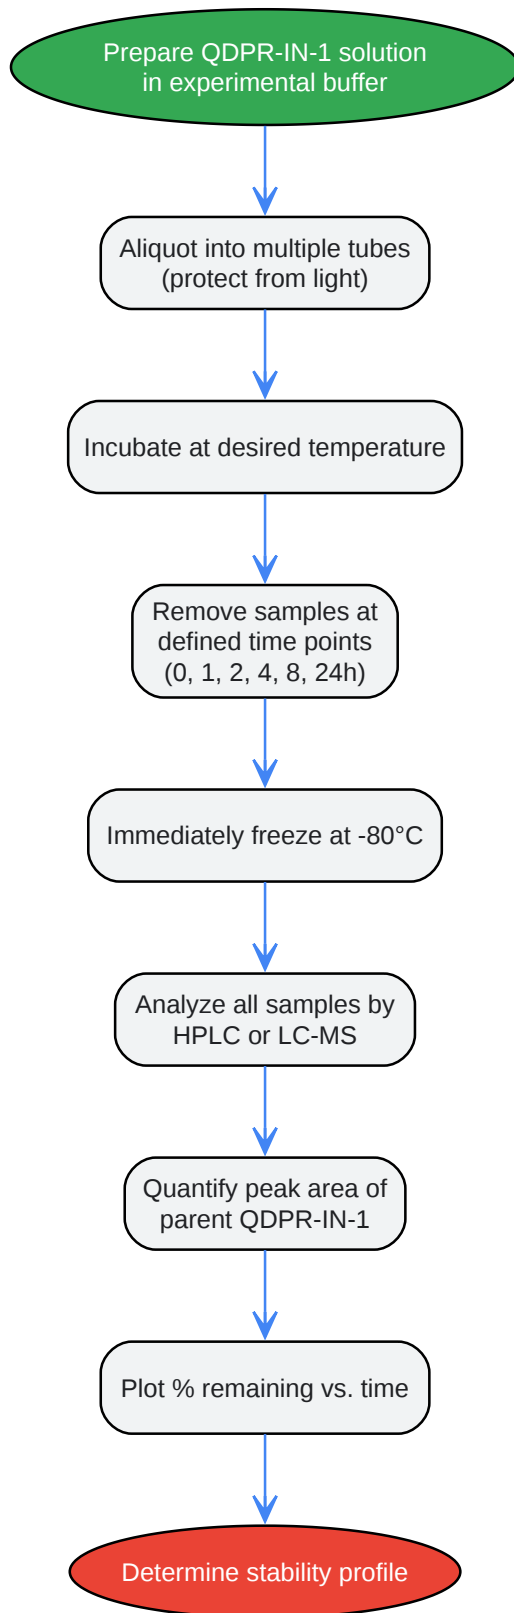 Prepare QDPR-IN-1 solution
in experimental buffer
Aliquot into multiple tubes
(protect from light)
Incubate at desired temperature
Remove samples at
defined time points
(0, 1, 2, 4, 8, 24h)
Immediately freeze at -80°C
Analyze all samples by
HPLC or LC-MS
Quantify peak area of
parent QDPR-IN-1
Plot % remaining vs. time
Determine stability profile